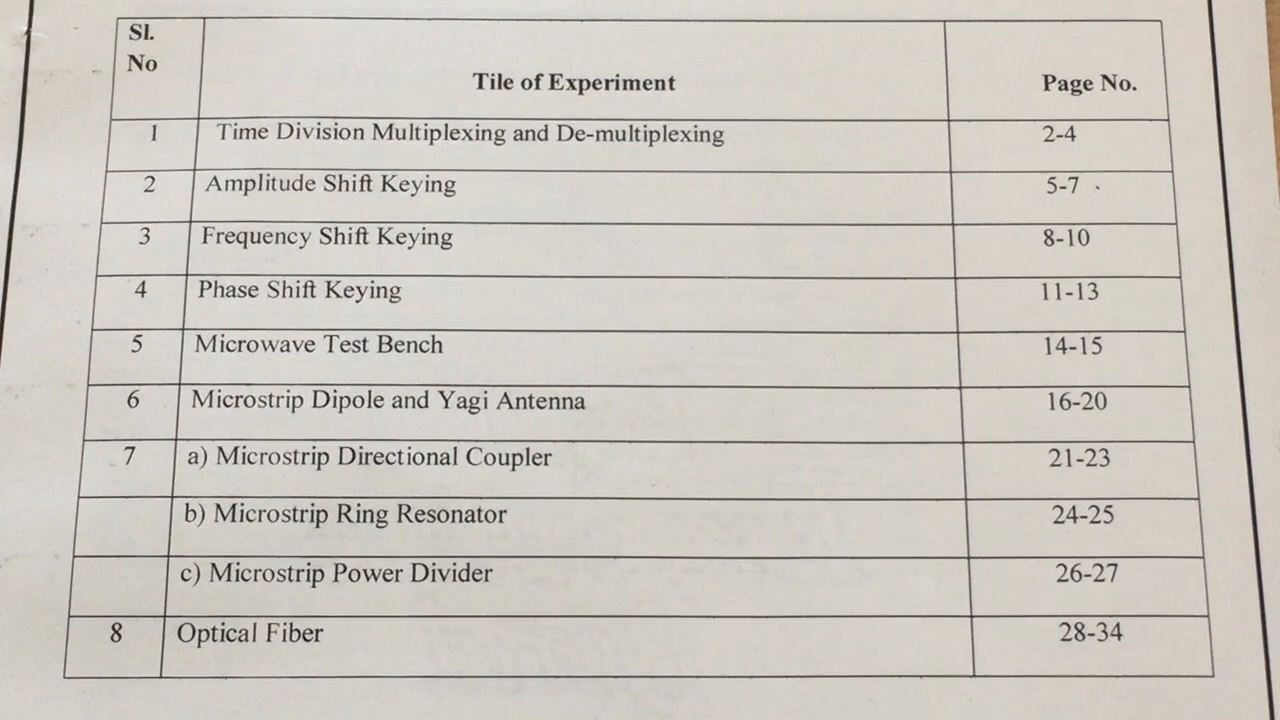 Sl.
No
Tile of Experiment Page No.
1 Time Division Multiplexing and De-multiplexing 2-4
2 Amplitude Shift Keying 5-7
3 Frequency Shift Keying 8-10
4 Phase Shift Keying 11-13
5 Microwave Test Bench 14-15
6 Microstrip Dipole and Yagi Antenna 16-20
7 a) Microstrip Directional Coupler 21-23
b) Microstrip Ring Resonator 24-25
c) Microstrip Power Divider 26-27
8 Optical Fiber 28-34